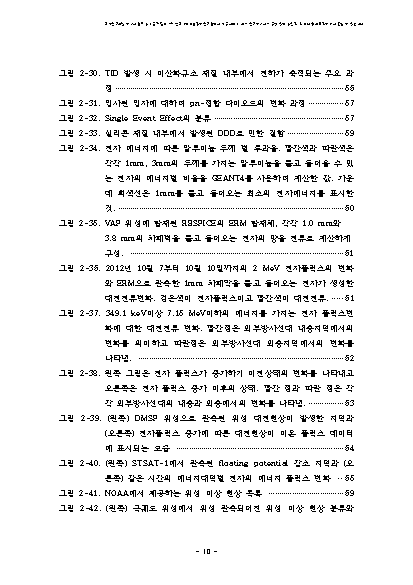 그림 2-30. TID 발생 시 이산화규소 재질 내부에서 전하가 축적되는 주요 과
정 ······ 56
그림 2-31. 입사된 입자에 대하여 pn-접합 다이오드의 변화 과정 ······ 57
그림 2-32. Single Event Effect의 분류 ······ 57
그림 2-33. 실리콘 재질 내부에서 발생된 DDD로 인한 결함 ······ 59
그림 2-34. 전자 에너지에 따른 알루미늄 두께 별 투과율. 빨간색과 파란색은
각각 1mm, 3mm의 두께를 가지는 알루미늄을 뚫고 들어올 수 있
는 전자의 에너지별 비율을 GEANT4를 사용하여 계산한 값. 가운
데 회색선은 1mm를 뚫고 들어오는 최소의 전자에너지를 표시한
것. ······ 60
그림 2-35. VAP 위성에 탑재된 RBSPICE의 ERM 탑재체, 각각 1.0 mm와
3.8 mm의 차폐막을 뚫고 들어오는 전자의 양을 전류로 계산하게
구성. ······ 61
그림 2-36. 2012년 10월 7부터 10월 10일까지의 2 MeV 전자플럭스의 변화
와 ERM으로 관측한 1mm 차폐막을 뚫고 들어오는 전자가 생성한
대전전류변화. 검은색이 전자플럭스이고 빨간색이 대전전류. ······ 61
그림 2-37. 349.1 keV이상 7.15 MeV이하의 에너지를 가지는 전자 플럭스변
화에 대한 대전전류 변화. 빨간점은 외부방사선대 내층지역에서의
변화를 의미하고 파란점은 외부방사선대 외층지역에서의 변화를
나타냄. ······ 62
그림 2-38. 왼쪽 그림은 전자 플럭스가 증가하기 이전상태의 변화를 나타내고
오른쪽은 전자 플럭스 증가 이후의 상태. 빨간 점과 파란 점은 각
각 외부방사선대의 내층과 외층에서의 변화를 나타냄. ······ 63
그림 2-39. (왼쪽) DMSP 위성으로 관측된 위성 대전현상이 발생한 지역과
(오른쪽) 전자플럭스 증가에 따른 대전현상이 이온 플럭스 데이터
에 표시되는 모습 ······ 64
그림 2-40. (왼쪽) STSAT-1에서 관측된 floating potential 감소 지역과 (오
른쪽) 같은 시간의 에너지대역별 전자의 에너지 플럭스 변화 ··· 65
그림 2-41. NOAA에서 제공하는 위성 이상 현상 목록 ······ 69
그림 2-42. (왼쪽) 극궤도 위성에서 위성 관측되어진 위성 이상 현상 분류와
- 10 -